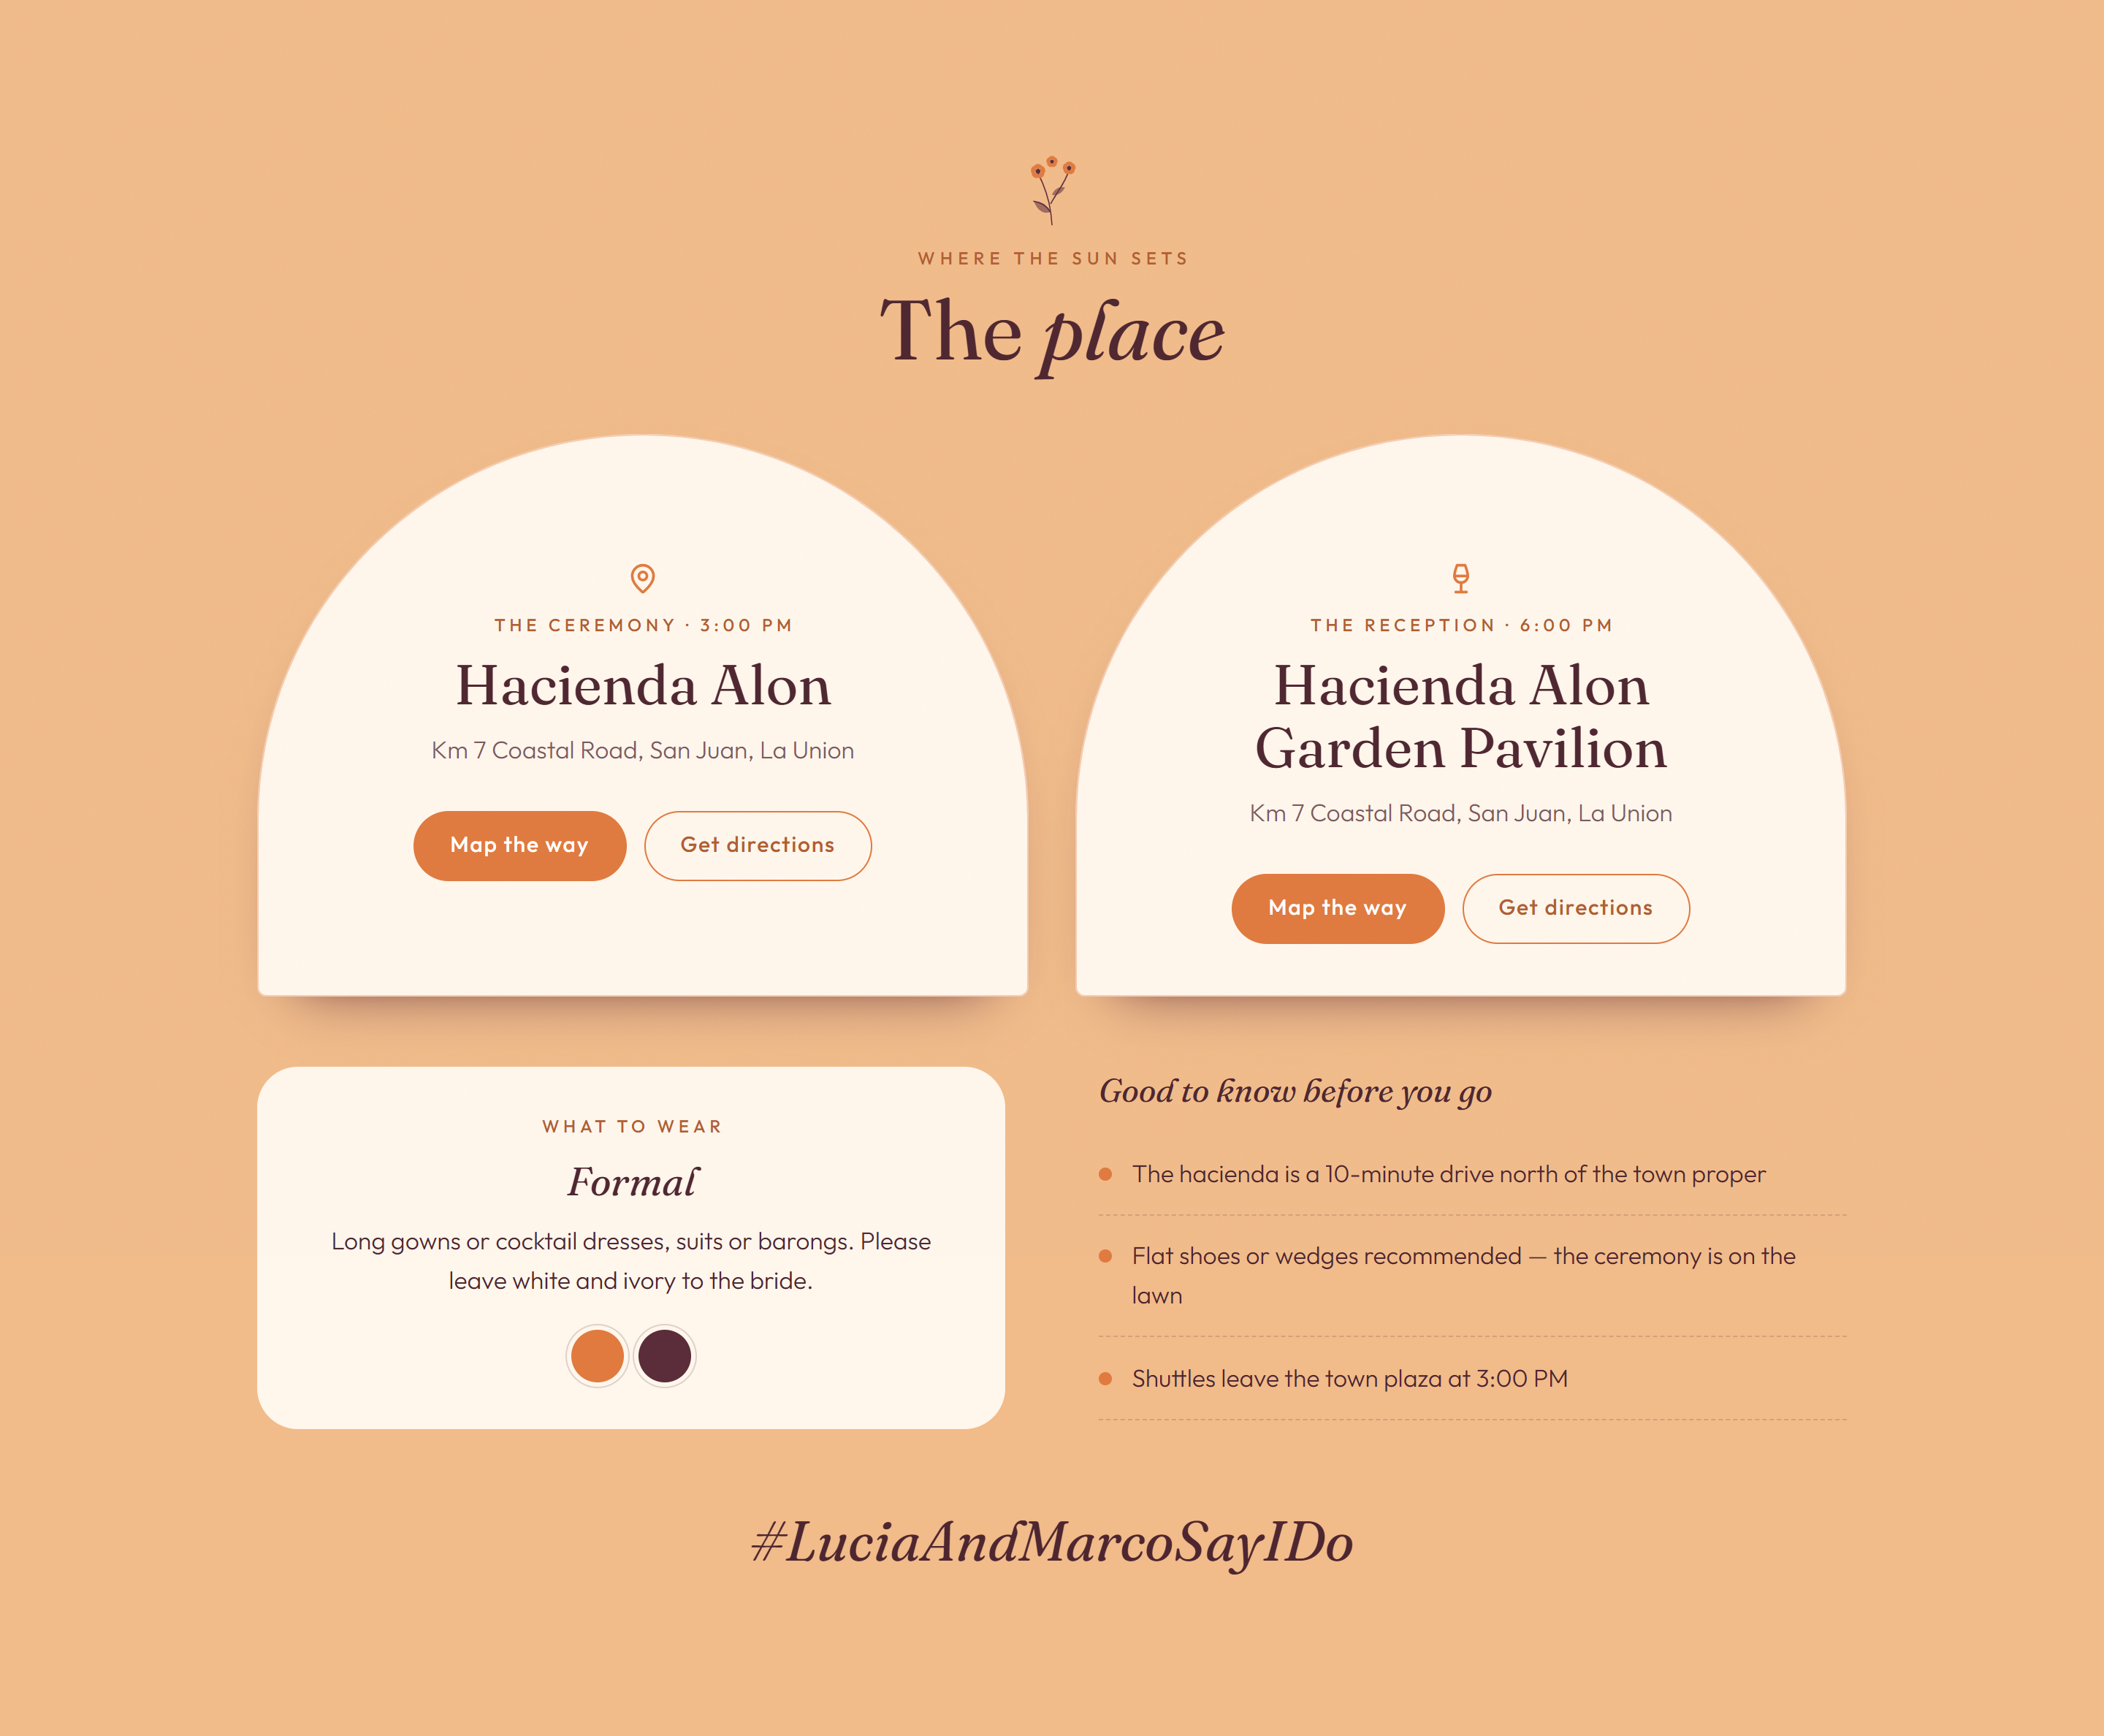 WHERE THE SUN SETS
The place
THE CEREMONY · 3:00 PM
Hacienda Alon
Km 7 Coastal Road, San Juan, La Union
Map the way
Get directions
THE RECEPTION · 6:00 PM
Hacienda Alon
Garden Pavilion
Km 7 Coastal Road, San Juan, La Union
Map the way
Get directions
WHAT TO WEAR
Formal
Long gowns or cocktail dresses, suits or barongs. Please
leave white and ivory to the bride.
Good to know before you go
The hacienda is a 10-minute drive north of the town proper
Flat shoes or wedges recommended — the ceremony is on the
lawn
Shuttles leave the town plaza at 3:00 PM
#LuciaAndMarcoSayIDo